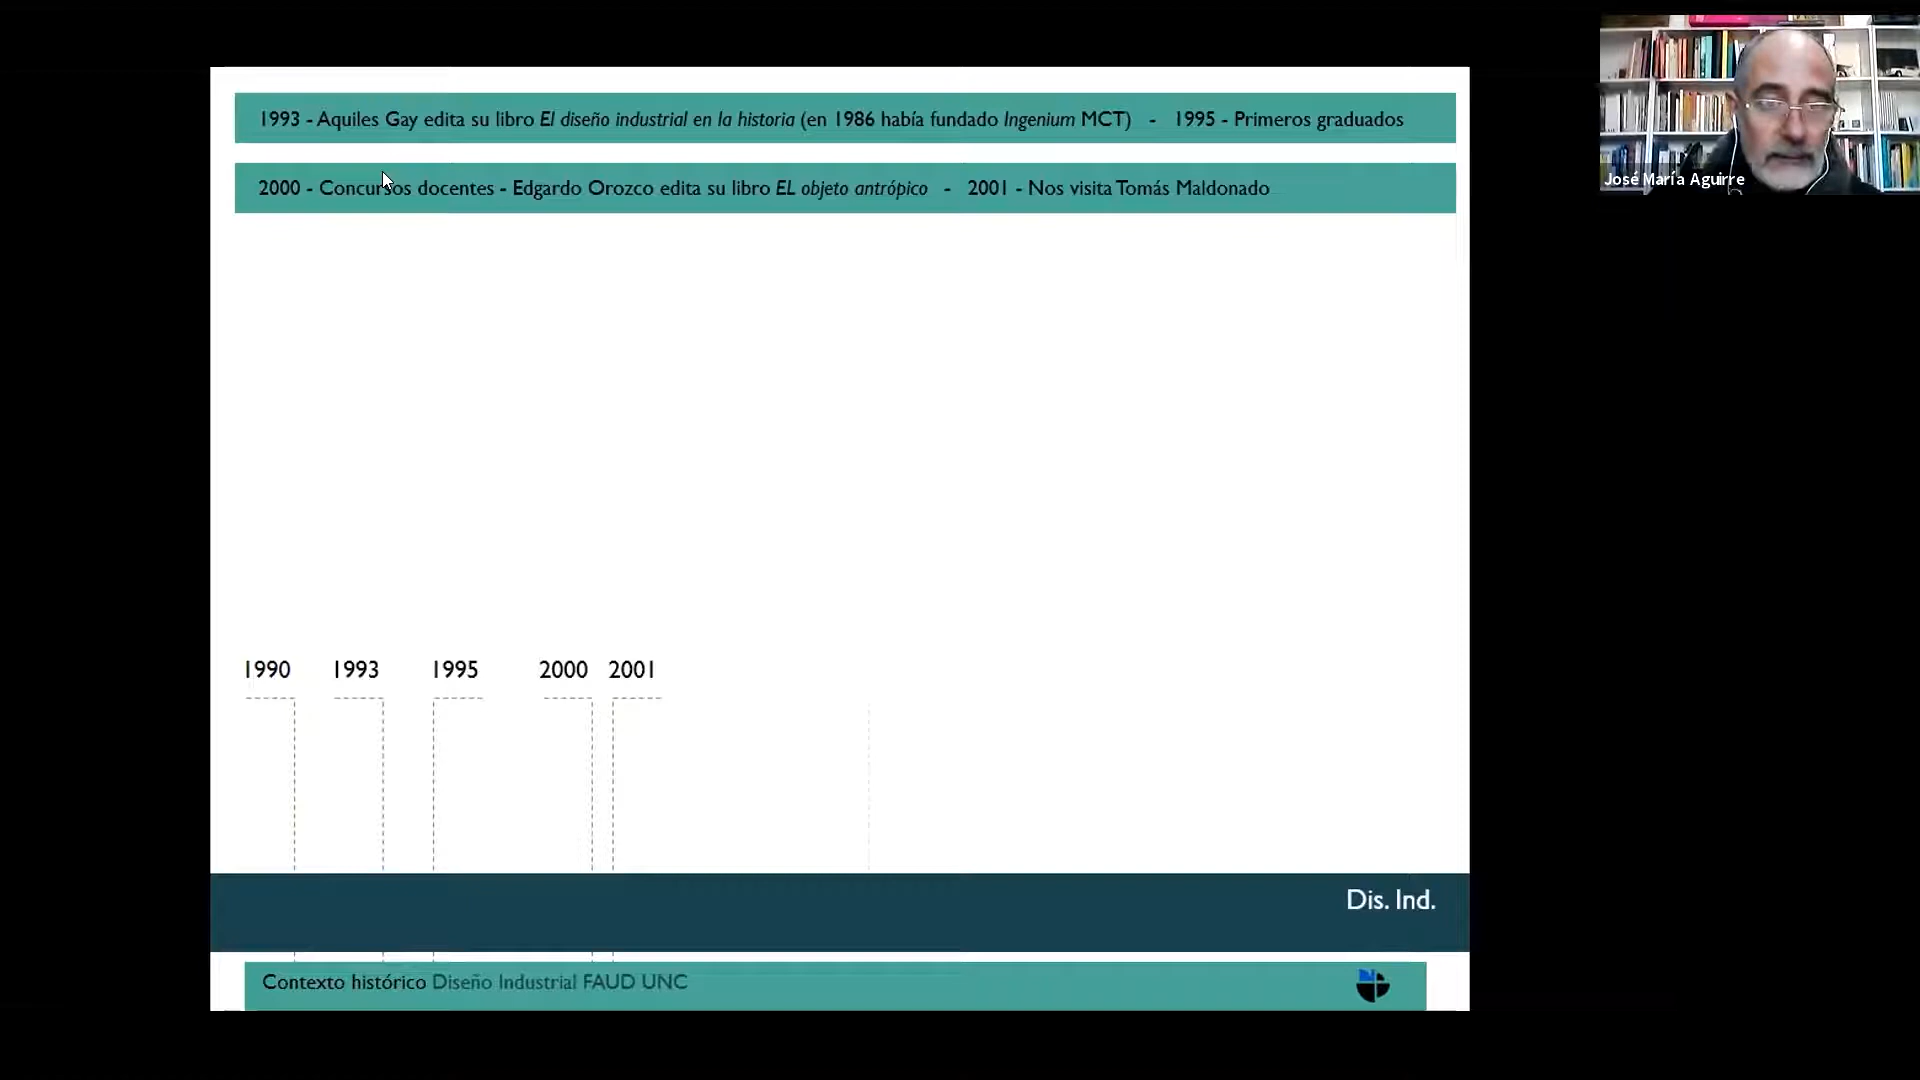 1993 - Aquiles Gay edita su libro El diseño industrial en la historia (en 1986 había fundado Ingenium MCT) - 1995 - Primeros graduados
José María Aguirre
2000 - Concursos docentes - Edgardo Orozco edita su libro EL objeto antrópico - 2001 - Nos visita Tomás Maldonado
1990 1993 1995 2000 2001
Dis. Ind.
Contexto histórico Diseño Industrial FAUD UNC